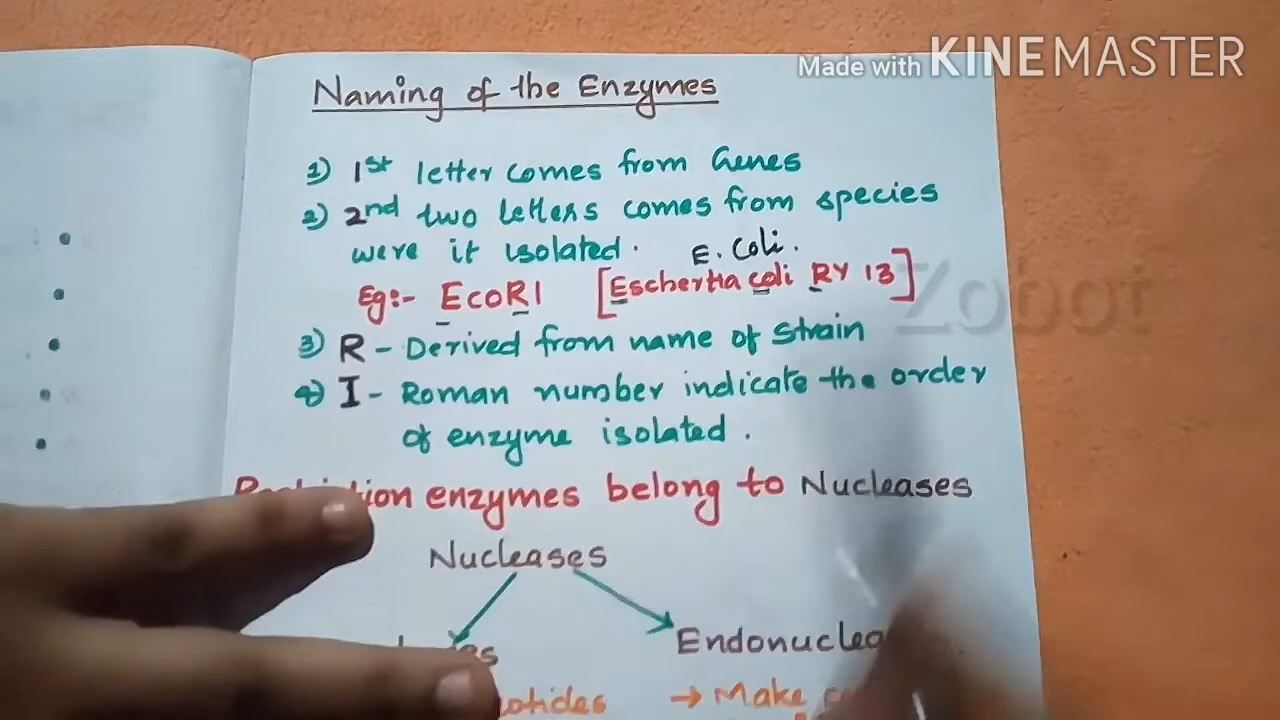 Made with KINEMASTER
Naming of the Enzymes
1) 1st letter comes from Genes
2) 2nd two letters comes from species
were it isolated. E. Coli.
Eg:- EcoRI [Eschertia coli RY 13]
Zobot
3) R - Derived from name of Strain
4) I - Roman number indicate the order
of enzyme isolated.
enzymes belong to Nucleases
Nucleases
→ Make